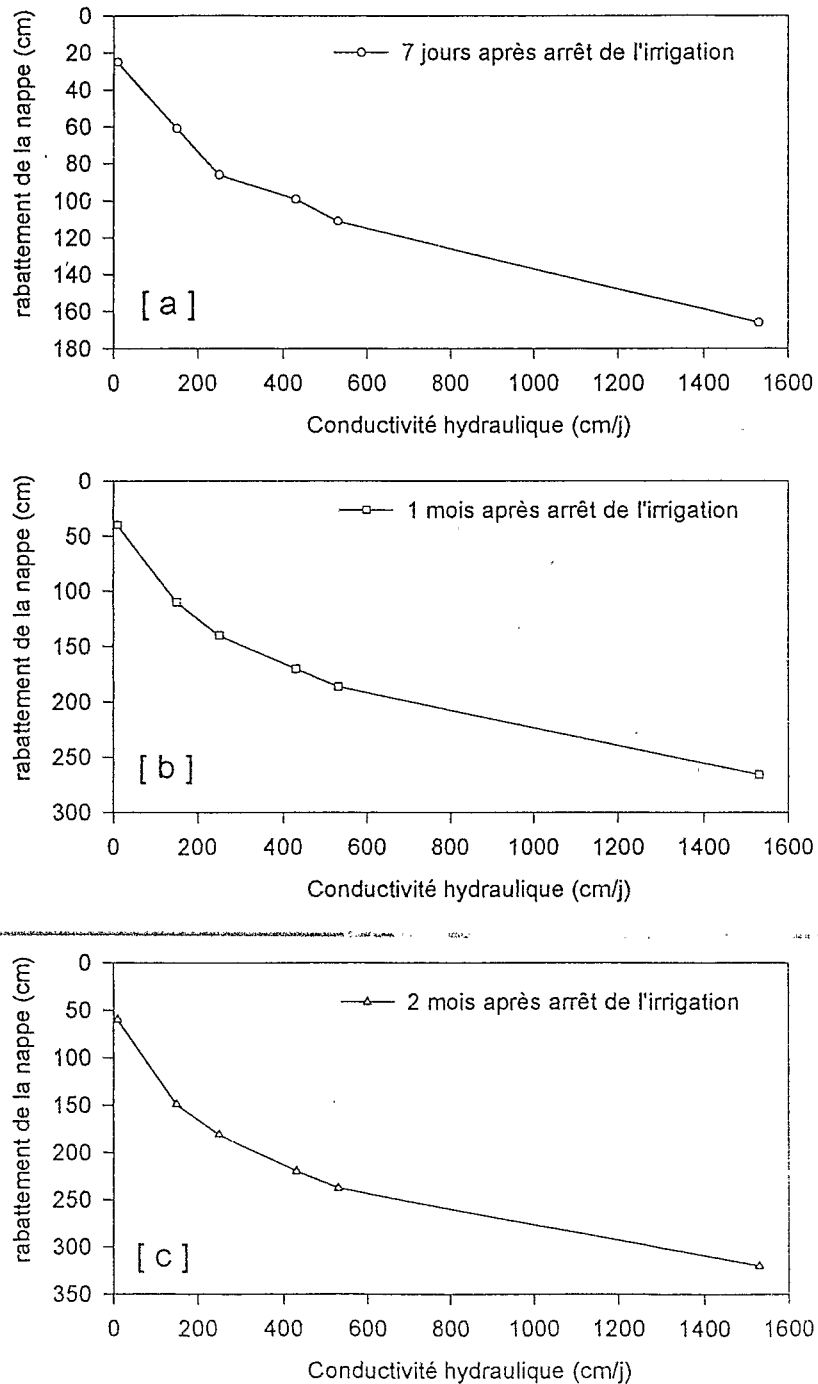 rabattement de la nappe (cm)
0
20
40
60
80
100
120
140
160
180
7 jours après arrêt de l'irrigation
[ a ]
0 200 400 600 800 1000 1200 1400 1600
Conductivité hydraulique (cm/j)
rabattement de la nappe (cm)
0
50
100
150
200
250
300
1 mois après arrêt de l'irrigation
[ b ]
0 200 400 600 800 1000 1200 1400 1600
Conductivité hydraulique (cm/j)
rabattement de la nappe (cm)
0
50
100
150
200
250
300
350
2 mois après arrêt de l'irrigation
[ c ]
0 200 400 600 800 1000 1200 1400 1600
Conductivité hydraulique (cm/j)